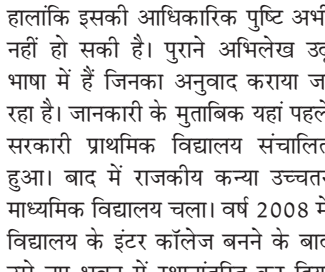 हालांकि इसकी आधिकारिक पुष्टि अभी
नहीं हो सकी है। पुराने अभिलेख उर्दू
भाषा में हैं जिनका अनुवाद कराया जा
रहा है। जानकारी के मुताबिक यहां पहले
सरकारी प्राथमिक विद्यालय संचालित
हुआ। बाद में राजकीय कन्या उच्चतर
माध्यमिक विद्यालय चला। वर्ष 2008 में
विद्यालय के इंटर कॉलेज बनने के बाद